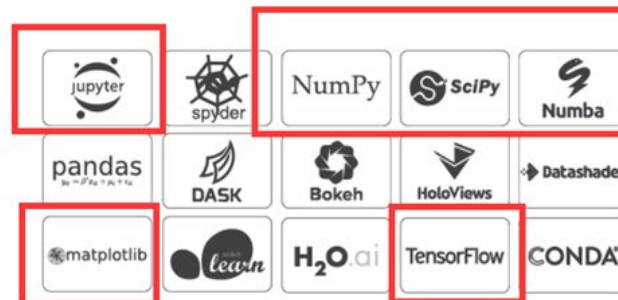 jupyter
spyder
NumPy
SciPy
Numba
pandas
DASK
Bokeh
HoloViews
Datashade
matplotlib
learn
H2O.ai
TensorFlow
CONDA